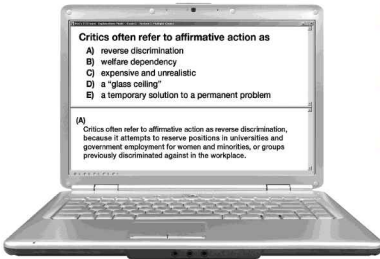 Critics often refer to affirmative action as
A) reverse discrimination
B) welfare dependency
C) expensive and unrealistic
D) a "glass ceiling"
E) a temporary solution to a permanent problem
(A)
Critics often refer to affirmative action as reverse discrimination,
because it attempts to reserve positions in universities and
government employment for women and minorities, or groups
previously discriminated against in the workplace.